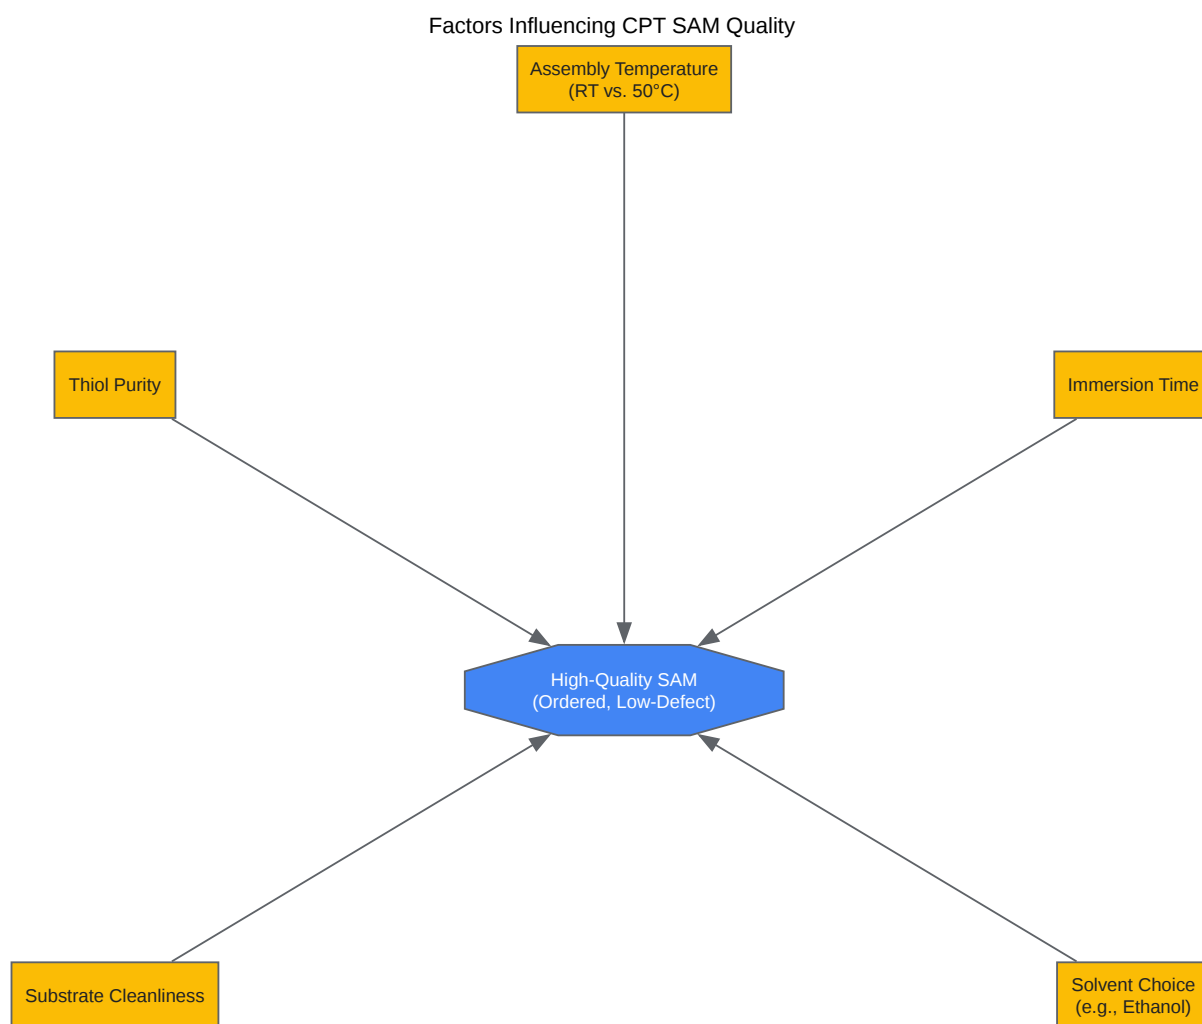 Factors Influencing CPT SAM Quality
Assembly Temperature
(RT vs. 50°C)
Thiol Purity
Immersion Time
High-Quality SAM
(Ordered, Low-Defect)
Substrate Cleanliness
Solvent Choice
(e.g., Ethanol)